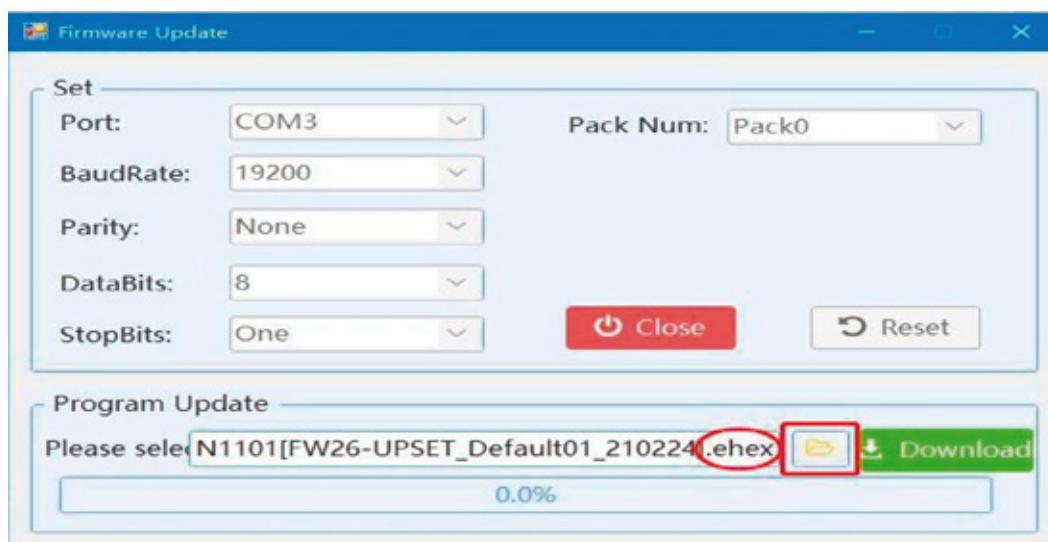 Firmware Update
Set
Port: COM3 Pack Num: Pack0
BaudRate: 19200
Parity: None
DataBits: 8
StopBits: One Close Reset
Program Update
Please selec N1101[FW26-UPSET_Default01_210224].ehex Download
0.0%